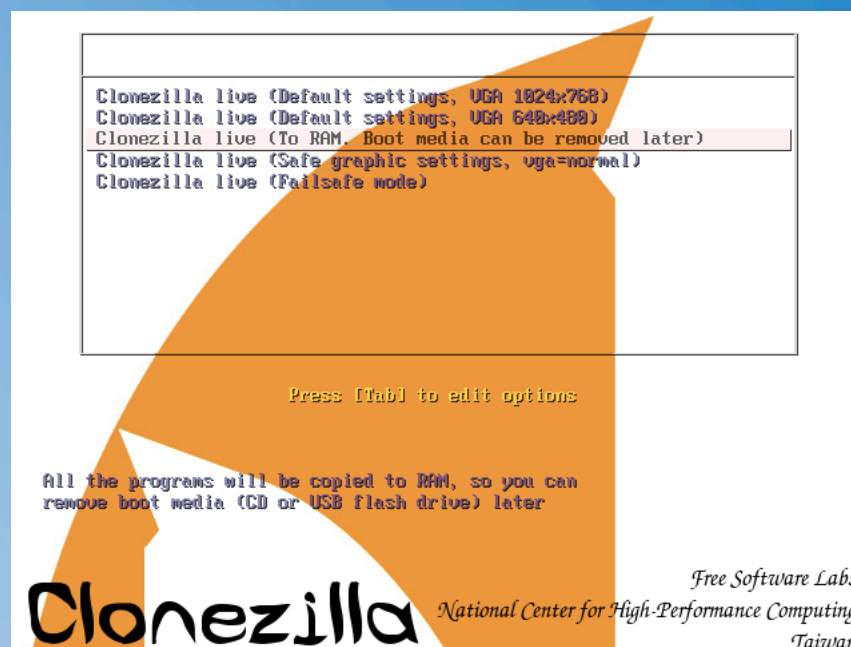 Clonezilla live (Default settings, VGA 1024x768)
Clonezilla live (Default settings, VGA 640x480)
Clonezilla live (To RAM. Boot media can be removed later)
Clonezilla live (Safe graphic settings, vga=normal)
Clonezilla live (Failsafe mode)
Press [Tab] to edit options
All the programs will be copied to RAM, so you can
remove boot media (CD or USB flash drive) later
Free Software Labs
Clonezilla National Center for High-Performance Computing
Taiwan